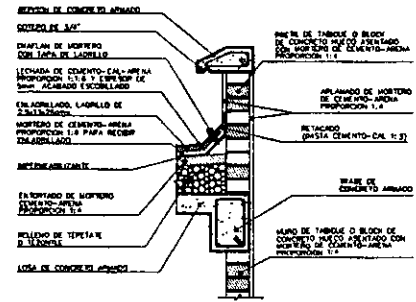 REPISON DE CONCRETO ARMADO
GOTERO DE 3/4"
CHAFLAN DE MORTERO
CON TAPA DE LADRILLO
LECHADA DE CEMENTO-CAL-ARENA
PROPORCION 1:1:6 Y ESPESOR DE
5mm. ACABADO ESCOBILLADO
ENLADRILLADO, LADRILLO DE
MORTERO DE CEMENTO-ARENA
PROPORCION 1:4 PARA RECIBIR
ENLADRILLADO
IMPERMEABILIZANTE
ENTORTADO DE MORTERO
CEMENTO-ARENA
PROPORCION 1:4
RELLENO DE TEPETATE
O TEZONTLE
LOSA DE CONCRETO ARMADO
PRETIL DE TABIQUE O BLOCK
DE CONCRETO HUECO ASENTADO
CON MORTERO DE CEMENTO-ARENA
PROPORCION 1:4
APLANADO DE MORTERO
DE CEMENTO-ARENA
PROPORCION 1:4
RETACADO
(PASTA CEMENTO-CAL 1:3)
TRABE DE
CONCRETO ARMADO
MURO DE TABIQUE O BLOCK DE
CONCRETO HUECO ASENTADO CON
MORTERO DE CEMENTO-ARENA
PROPORCION 1:4